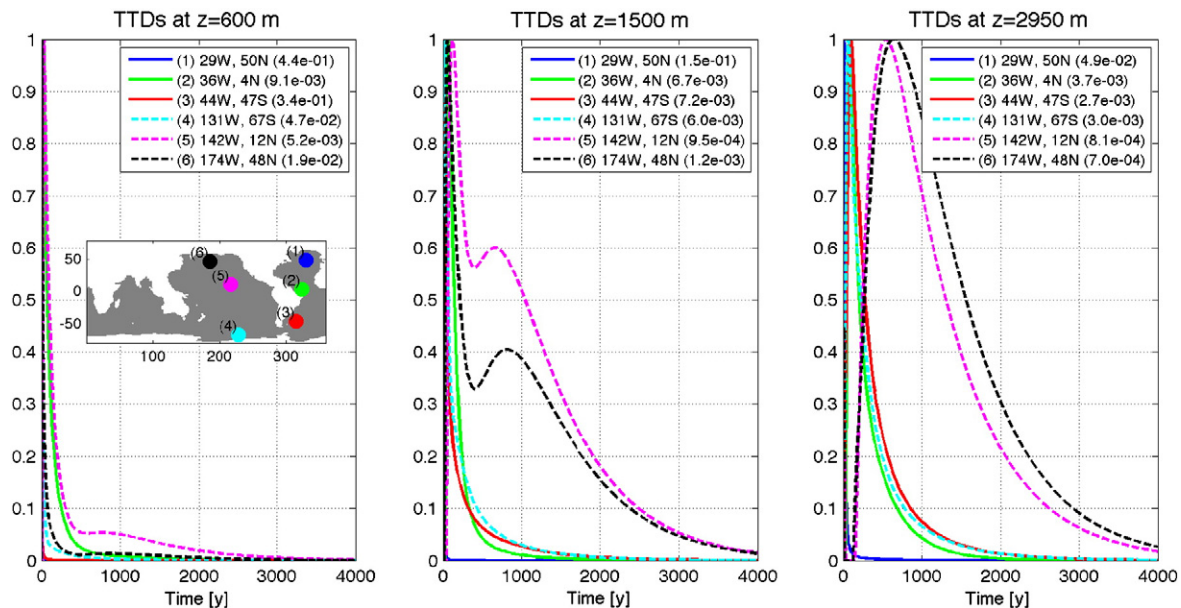 TTDs at z=600 m
1
0.9
0.8
0.7
0.6
0.5
0.4
0.3
0.2
0.1
0
(1) 29W, 50N (4.4e-01)
(2) 36W, 4N (9.1e-03)
(3) 44W, 47S (3.4e-01)
(4) 131W, 67S (4.7e-02)
(5) 142W, 12N (5.2e-03)
(6) 174W, 48N (1.9e-02)
50
0
-50
(6)
(1)
(5)
(2)
(3)
(4)
100 200 300
0 1000 2000 3000 4000
Time [y]
TTDs at z=1500 m
1
0.9
0.8
0.7
0.6
0.5
0.4
0.3
0.2
0.1
0
(1) 29W, 50N (1.5e-01)
(2) 36W, 4N (6.7e-03)
(3) 44W, 47S (7.2e-03)
(4) 131W, 67S (6.0e-03)
(5) 142W, 12N (9.5e-04)
(6) 174W, 48N (1.2e-03)
0 1000 2000 3000 4000
Time [y]
TTDs at z=2950 m
1
0.9
0.8
0.7
0.6
0.5
0.4
0.3
0.2
0.1
0
(1) 29W, 50N (4.9e-02)
(2) 36W, 4N (3.7e-03)
(3) 44W, 47S (2.7e-03)
(4) 131W, 67S (3.0e-03)
(5) 142W, 12N (8.1e-04)
(6) 174W, 48N (7.0e-04)
0 1000 2000 3000 4000
Time [y]